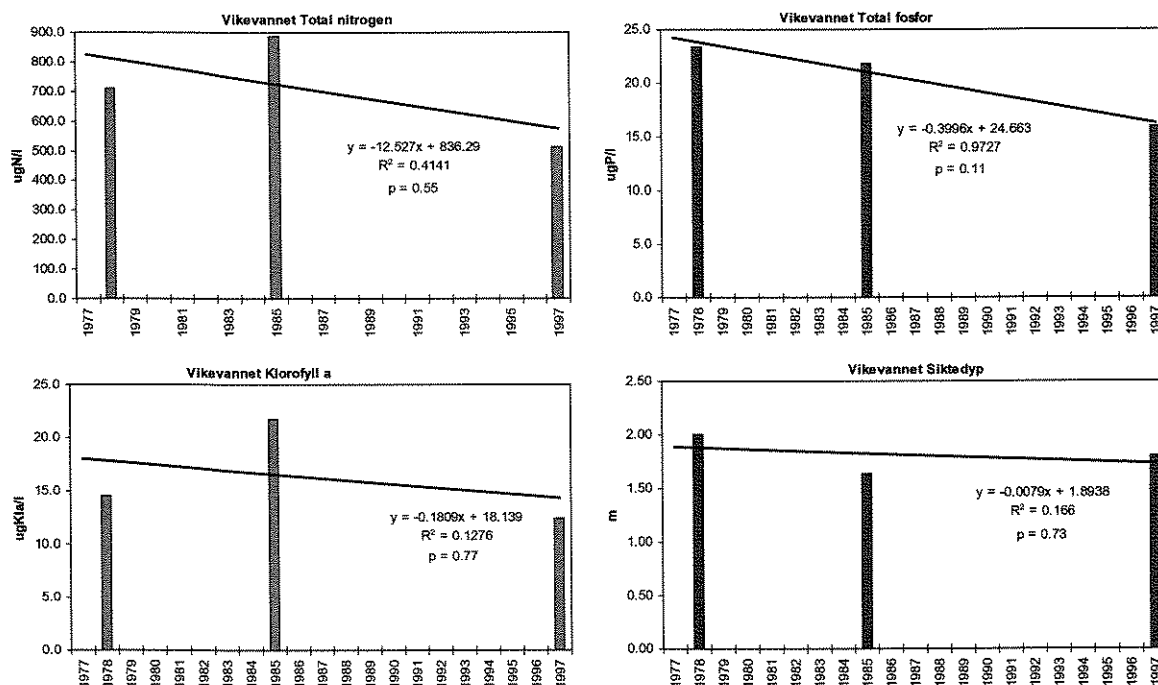 Vikevannet Total nitrogen
900.0
800.0
700.0
600.0
500.0
400.0
300.0
200.0
100.0
0.0
ugN/l
y = -12.527x + 836.29
R² = 0.4141
p = 0.55
1977 1979 1981 1983 1985 1987 1989 1991 1993 1995 1997
Vikevannet Total fosfor
25.0
20.0
15.0
10.0
5.0
0.0
ugP/l
y = -0.3996x + 24.663
R² = 0.9727
p = 0.11
1977 1978 1979 1980 1981 1982 1983 1984 1985 1986 1987 1988 1989 1990 1991 1992 1993 1994 1995 1996 1997
Vikevannet Klorofyll a
25.0
20.0
15.0
10.0
5.0
0.0
ugKla/l
y = -0.1809x + 18.139
R² = 0.1276
p = 0.77
1977 1978 1979 1980 1981 1982 1983 1984 1985 1986 1987 1988 1989 1990 1991 1992 1993 1994 1995 1996 1997
Vikevannet Siktedyp
2.50
2.00
1.50
1.00
0.50
0.00
m
y = -0.0079x + 1.8938
R² = 0.166
p = 0.73
1977 1978 1979 1980 1981 1982 1983 1984 1985 1986 1987 1988 1989 1990 1991 1992 1993 1994 1995 1996 1997